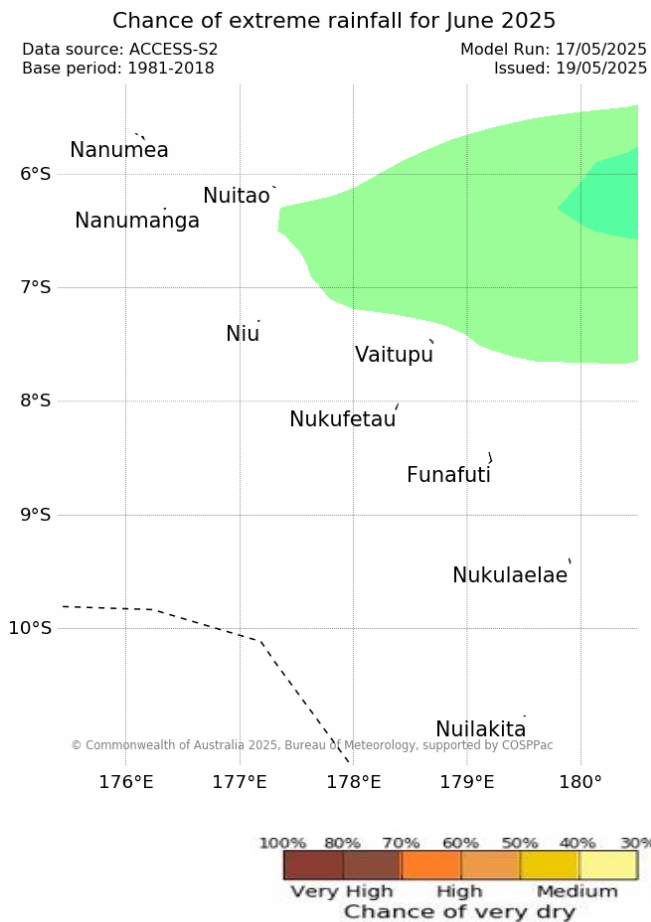 Chance of extreme rainfall for June 2025
Data source: ACCESS-S2
Model Run: 17/05/2025
Base period: 1981-2018
Issued: 19/05/2025
Nanumea
6°S
Nuitao
Nanumanga
7°S
Niu
Vaitupu
8°S
Nukufetau
Funafuti
9°S
Nukulaelae
10°S
Nuilakita
© Commonwealth of Australia 2025, Bureau of Meteorology, supported by COSPPac
176°E 177°E 178°E 179°E 180°
100% 80% 70% 60% 50% 40% 30%
Very High High Medium
Chance of very dry